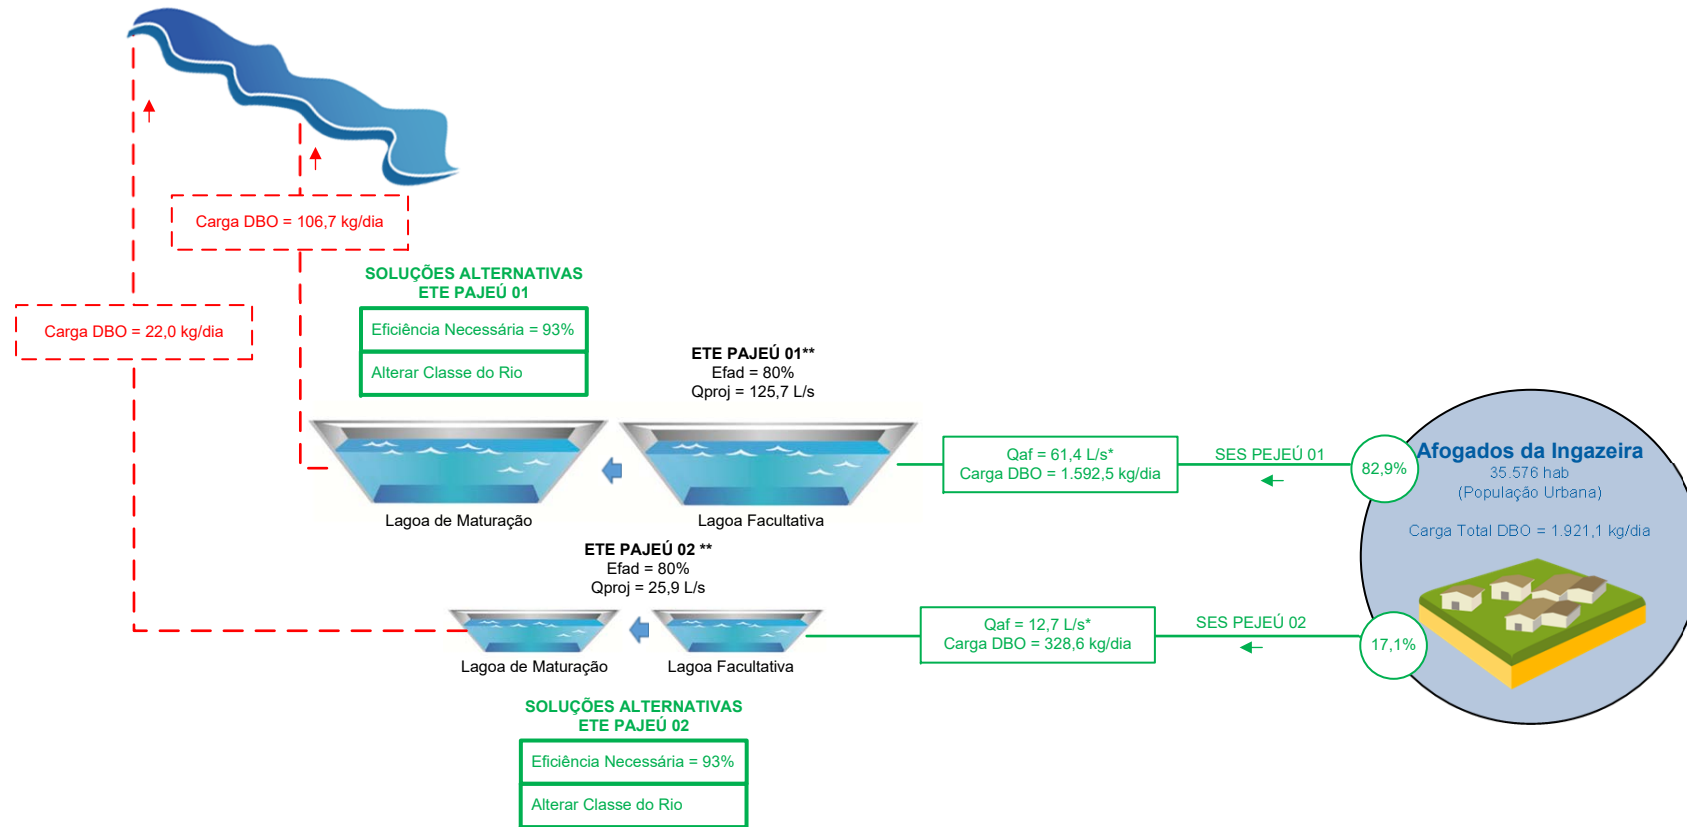 Carga DBO = 106,7 kg/dia
Carga DBO = 22,0 kg/dia
SOLUÇÕES ALTERNATIVAS
ETE PAJEÚ 01
Eficiência Necessária = 93%
Alterar Classe do Rio
ETE PAJEÚ 01**
Efad = 80%
Qproj = 125,7 L/s
Lagoa de Maturação
Lagoa Facultativa
Qaf = 61,4 L/s*
Carga DBO = 1.592,5 kg/dia
SES PEJEÚ 01
82,9%
Afogados da Ingazeira
35.576 hab
(População Urbana)
Carga Total DBO = 1.921,1 kg/dia
ETE PAJEÚ 02 **
Efad = 80%
Qproj = 25,9 L/s
Lagoa de Maturação
Lagoa Facultativa
Qaf = 12,7 L/s*
Carga DBO = 328,6 kg/dia
SES PEJEÚ 02
17,1%
SOLUÇÕES ALTERNATIVAS
ETE PAJEÚ 02
Eficiência Necessária = 93%
Alterar Classe do Rio